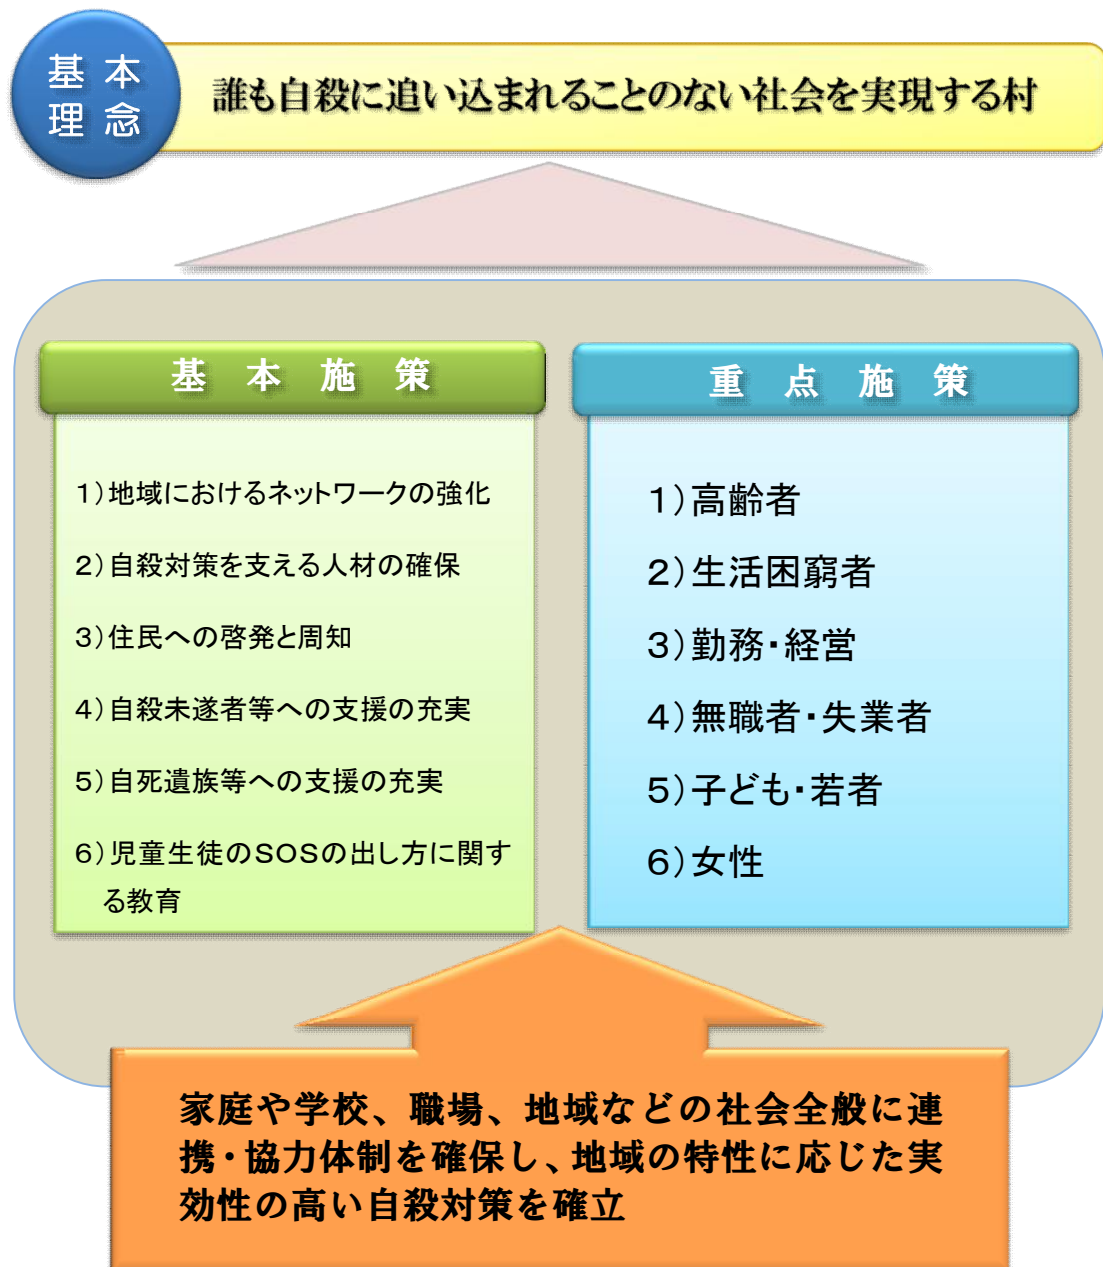 基本
理念
誰も自殺に追い込まれることのない社会を実現する村
基本施策
1)地域におけるネットワークの強化
2)自殺対策を支える人材の確保
3)住民への啓発と周知
4)自殺未遂者等への支援の充実
5)自死遺族等への支援の充実
6)児童生徒のSOSの出し方に関す
る教育
重点施策
1)高齢者
2)生活困窮者
3)勤務・経営
4)無職者・失業者
5)子ども・若者
6)女性
家庭や学校、職場、地域などの社会全般に連
携・協力体制を確保し、地域の特性に応じた実
効性の高い自殺対策を確立